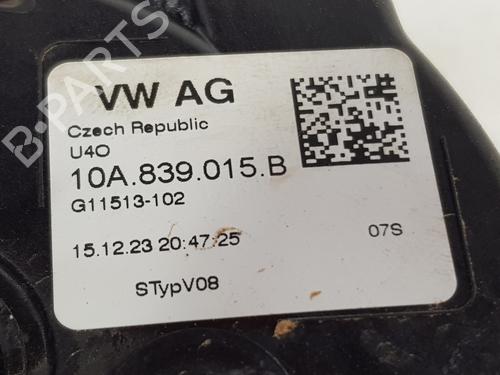 B-PARTS
VW AG
Czech Republic
U4O
10A.839.015.B
G11513-102
15.12.23 20:47:25
07S
STypV08